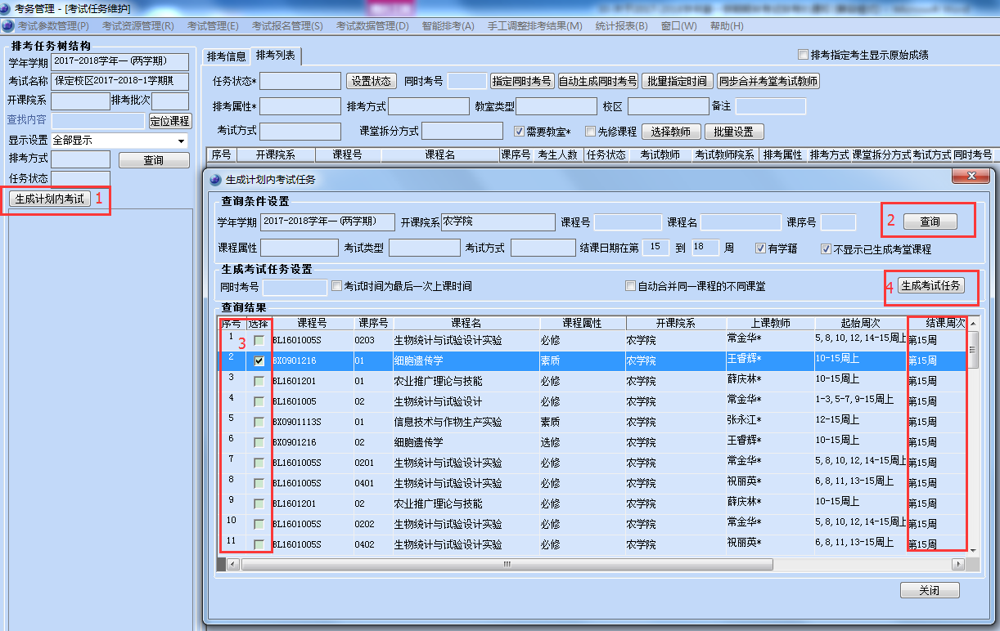 考务管理 - [考试任务维护]
考试参数管理(P) 考试资源管理(R) 考试管理(E) 考试报名管理(S) 考试数据管理(D) 智能排考(A) 手工调整排考结果(M) 统计报表(B) 窗口(W) 帮助(H)
排考任务树结构
学年学期 2017-2018学年一(两学期)
考试名称 保定校区2017-2018-1学期期
开课院系 排考批次
查找内容 定位课程
显示设置 全部显示
排考方式 查询
任务状态
生成计划内考试 1
排考信息 排考列表 排考指定考生显示原始成绩
任务状态* 设置状态 同时考号 指定同时考号 自动生成同时考号 批量指定时间 同步合并考堂考试教师
排考属性* 排考方式 教室类型 校区 备注
考试方式 课堂拆分方式 需要教室* 先修课程 选择教师 批量设置
序号 开课院系 课程号 课程名 课序号 考生人数 任务状态 考试教师 考试教师院系 排考属性 排考方式 课堂拆分方式 考试方式 同时考号
生成计划内考试任务
查询条件设置
学年学期 2017-2018学年一(两学期) 开课院系 农学院 课程号 课程名 课序号 2 查询
课程属性 考试类型 考试方式 结课日期在第 15 到 18 周 有学籍 不显示已生成考堂课程
生成考试任务设置
同时考号 考试时间为最后一次上课时间 自动合并同一课程的不同课堂 4 生成考试任务
查询结果
序号 选择 课程号 课序号 课程名 课程属性 开课院系 上课教师 起始周次 结课周次
1 3 BL1601005S 0203 生物统计与试验设计实验 必修 农学院 常金华* 5,8,10,12,14-15周上 第15周
2 BX0901216 01 细胞遗传学 素质 农学院 王睿辉* 10-15周上 第15周
3 BL1601201 01 农业推广理论与技能 必修 农学院 薛庆林* 10-15周上 第15周
4 BL1601005 02 生物统计与试验设计 必修 农学院 常金华* 1-3,5-7,9-15周上 第15周
5 BX0901113S 01 信息技术与作物生产实验 素质 农学院 张永江* 12-15周上 第15周
6 BX0901216 02 细胞遗传学 选修 农学院 王睿辉* 10-15周上 第15周
7 BL1601005S 0201 生物统计与试验设计实验 必修 农学院 常金华* 5,8,10,12,14-15周上 第15周
8 BL1601005S 0401 生物统计与试验设计实验 必修 农学院 祝丽英* 6,8,11,13-15周上 第15周
9 BL1601201 02 农业推广理论与技能 必修 农学院 薛庆林* 10-15周上 第15周
10 BL1601005S 0202 生物统计与试验设计实验 必修 农学院 常金华* 5,8,10,12,14-15周上 第15周
11 BL1601005S 0402 生物统计与试验设计实验 必修 农学院 祝丽英* 6,8,11,13-15周上 第15周
关闭